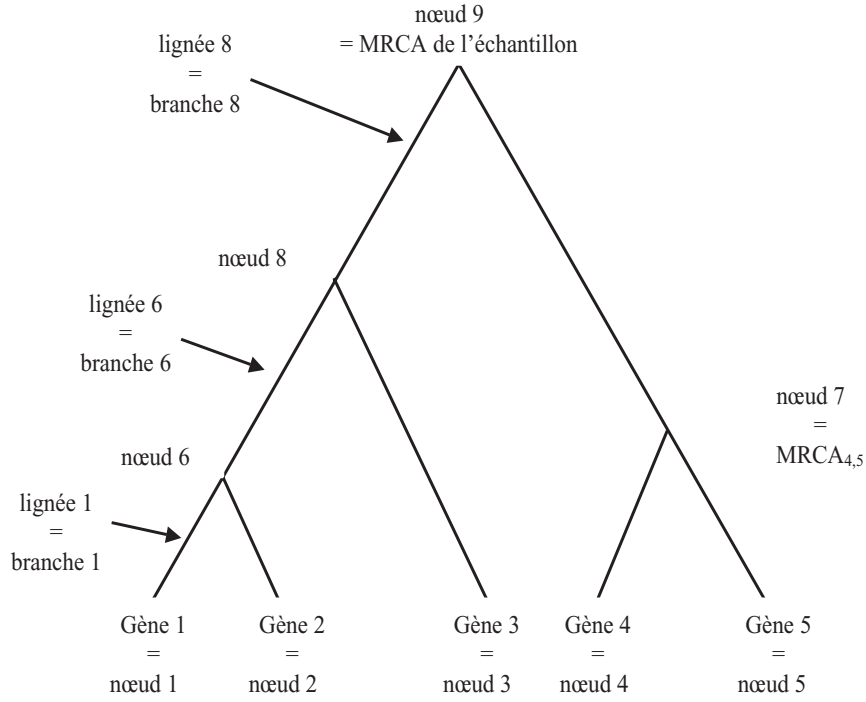 nœud 9
= MRCA de l’échantillon
lignée 8
=
branche 8
nœud 8
lignée 6
=
branche 6
nœud 7
=
MRCA4,5
nœud 6
lignée 1
=
branche 1
Gène 1
=
nœud 1
Gène 2
=
nœud 2
Gène 3
=
nœud 3
Gène 4
=
nœud 4
Gène 5
=
nœud 5